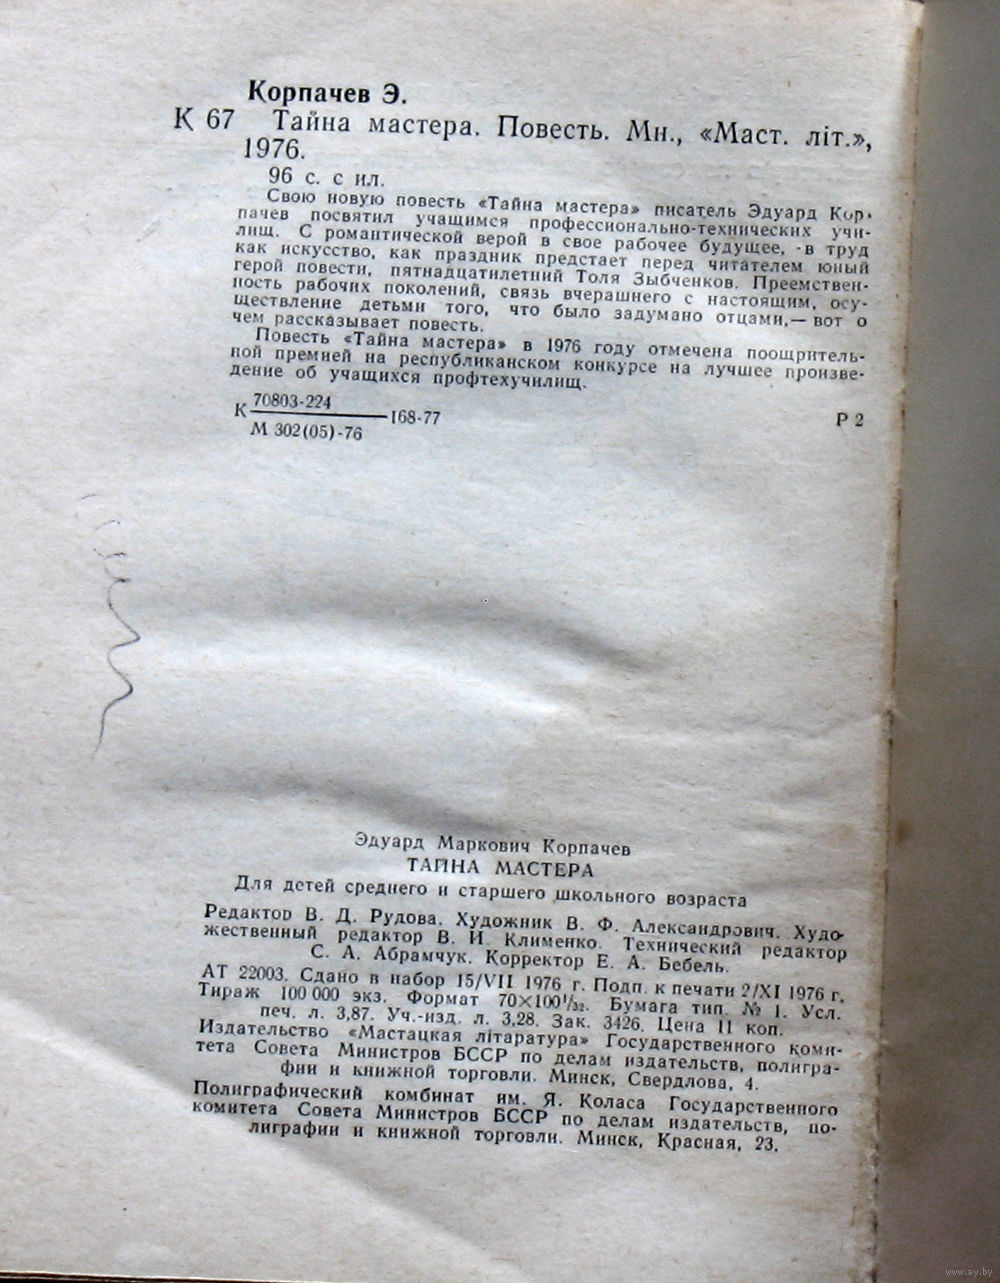 Корпачев Э.
К 67 Тайна мастера. Повесть. Мн., «Маст. літ.»,
1976.
96 с. с ил.
Свою новую повесть «Тайна мастера» писатель Эдуард Кор-
пачев посвятил учащимся профессионально-технических учи-
лищ. С романтической верой в свое рабочее будущее, в труд
как искусство, как праздник предстает перед читателем юный
герой повести, пятнадцатилетний Толя Зыбченков. Преемствен-
ность рабочих поколений, связь вчерашнего с настоящим, осу-
ществление детьми того, что было задумано отцами,— вот о
чем рассказывает повесть.
Повесть «Тайна мастера» в 1976 году отмечена поощритель-
ной премией на республиканском конкурсе на лучшее произве-
дение об учащихся профтехучилищ.
70803-224
К 168-77 Р 2
М 302(05)-76
Эдуард Маркович Корпачев
ТАЙНА МАСТЕРА
Для детей среднего и старшего школьного возраста
Редактор В. Д. Рудова. Художник В. Ф. Александрович. Худо-
жественный редактор В. И. Клименко. Технический редактор
С. А. Абрамчук. Корректор Е. А. Бебель.
АТ 22003. Сдано в набор 15/VII 1976 г. Подп. к печати 2/XI 1976 г.
Тираж 100 000 экз. Формат 70×100 1/32. Бумага тип. № 1. Усл.
печ. л. 3,87. Уч.-изд. л. 3,28. Зак. 3426. Цена 11 коп.
Издательство «Мастацкая літаратура» Государственного коми-
тета Совета Министров БССР по делам издательств, полигра-
фии и книжной торговли. Минск, Свердлова, 4.
Полиграфический комбинат им. Я. Коласа Государственного
комитета Совета Министров БССР по делам издательств, по-
лиграфии и книжной торговли. Минск, Красная, 23.
www.ay.by